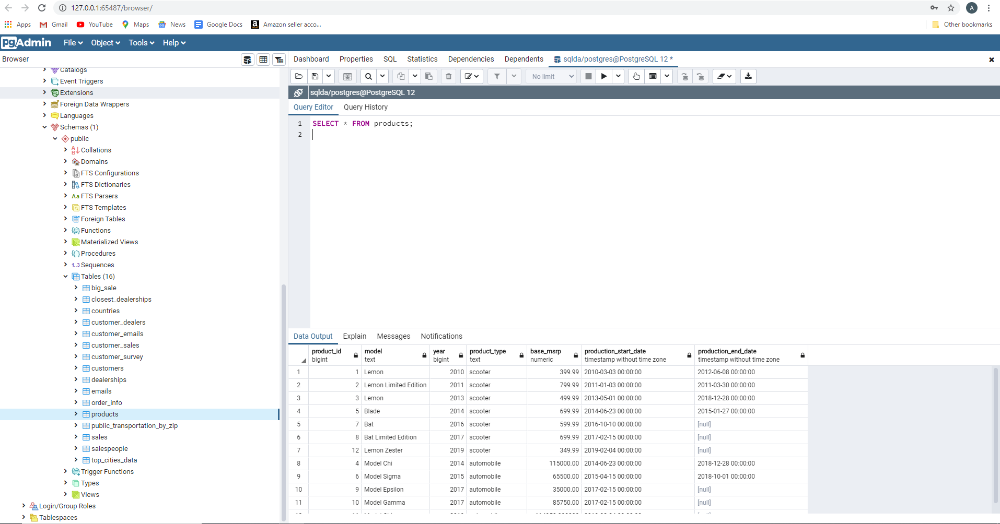 127.0.0.1:65487/browser/
A
Apps Gmail YouTube Maps News Google Docs Amazon seller acco... Other bookmarks
pgAdmin File Object Tools Help
Browser
Dashboard Properties SQL Statistics Dependencies Dependents sqlda/postgres@PostgreSQL 12 *
No limit
sqlda/postgres@PostgreSQL 12
Query Editor Query History
1 SELECT * FROM products;
2
Catalogs
Event Triggers
Extensions
Foreign Data Wrappers
Languages
Schemas (1)
public
Collations
Domains
FTS Configurations
FTS Dictionaries
Aa FTS Parsers
FTS Templates
Foreign Tables
Functions
Materialized Views
Procedures
1..3 Sequences
Tables (16)
big_sale
closest_dealerships
countries
customer_dealers
customer_emails
customer_sales
customer_survey
customers
dealerships
emails
order_info
products
public_transportation_by_zip
sales
salespeople
top_cities_data
Trigger Functions
Types
Views
Login/Group Roles
Tablespaces
Data Output Explain Messages Notifications
product_id model year product_type base_msrp production_start_date production_end_date
bigint text bigint text numeric timestamp without time zone timestamp without time zone
1 1 Lemon 2010 scooter 399.99 2010-03-03 00:00:00 2012-06-08 00:00:00
2 2 Lemon Limited Edition 2011 scooter 799.99 2011-01-03 00:00:00 2011-03-30 00:00:00
3 3 Lemon 2013 scooter 499.99 2013-05-01 00:00:00 2018-12-28 00:00:00
4 5 Blade 2014 scooter 699.99 2014-06-23 00:00:00 2015-01-27 00:00:00
5 7 Bat 2016 scooter 599.99 2016-10-10 00:00:00 [null]
6 8 Bat Limited Edition 2017 scooter 699.99 2017-02-15 00:00:00 [null]
7 12 Lemon Zester 2019 scooter 349.99 2019-02-04 00:00:00 [null]
8 4 Model Chi 2014 automobile 115000.00 2014-06-23 00:00:00 2018-12-28 00:00:00
9 6 Model Sigma 2015 automobile 65500.00 2015-04-15 00:00:00 2018-10-01 00:00:00
10 9 Model Epsilon 2017 automobile 35000.00 2017-02-15 00:00:00 [null]
11 10 Model Gamma 2017 automobile 85750.00 2017-02-15 00:00:00 [null]